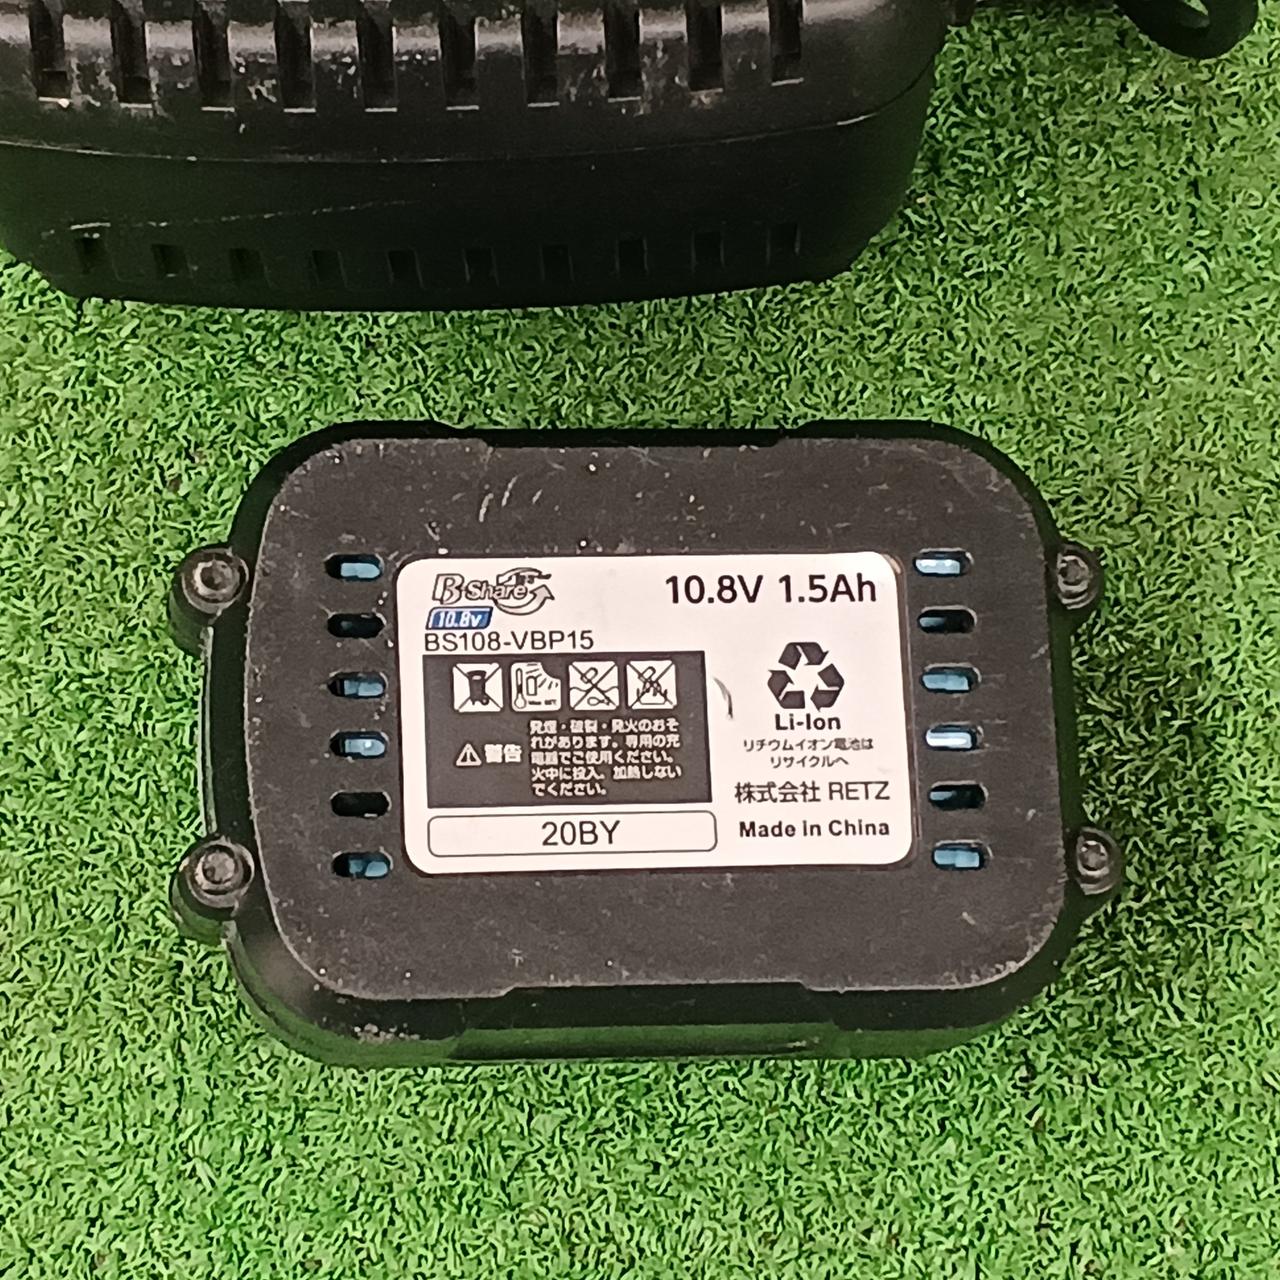 B-Share
10.8V 1.5Ah
10.8v
BS108-VBP15
警告
発煙・破裂・発火のおそ
れがあります。専用の充
電器でご使用ください。
火中に投入、加熱しない
でください。
Li-Ion
リチウムイオン電池は
リサイクルへ
株式会社 RETZ
20BY
Made in China